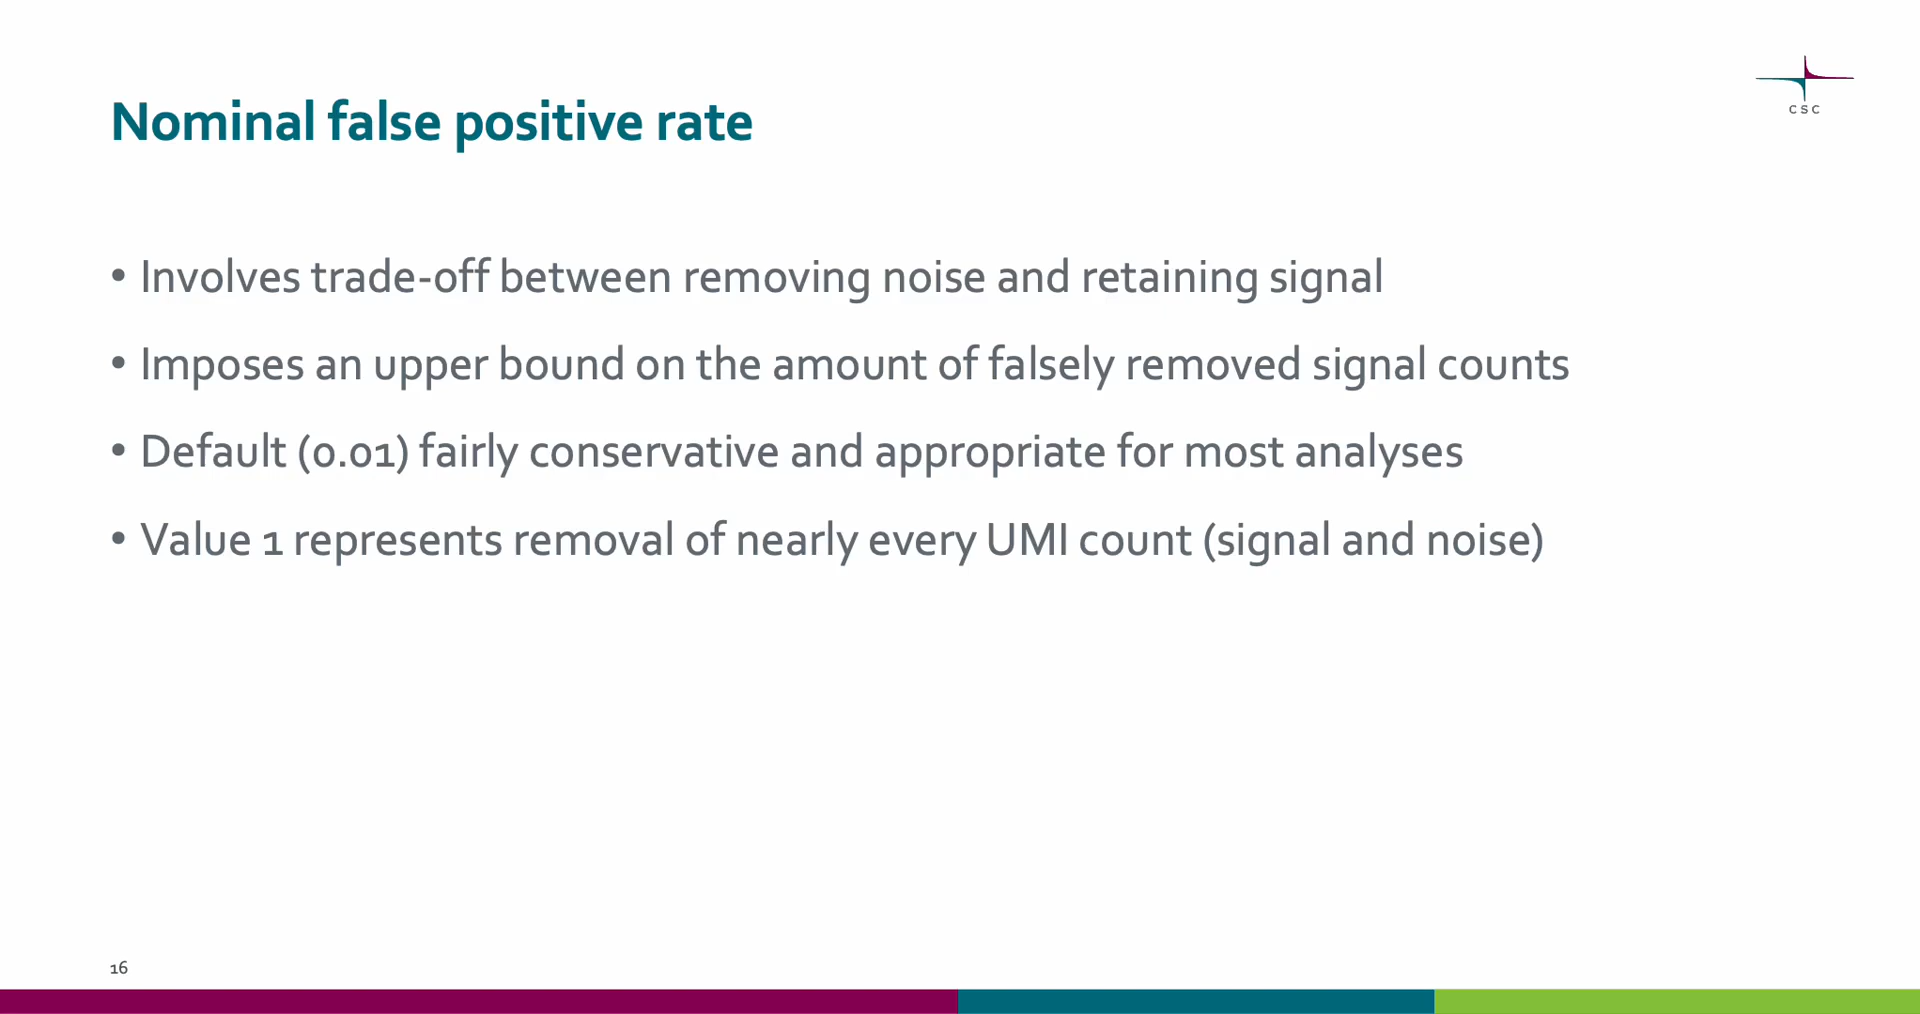 CSC
Nominal false positive rate
• Involves trade-off between removing noise and retaining signal
• Imposes an upper bound on the amount of falsely removed signal counts
• Default (0.01) fairly conservative and appropriate for most analyses
• Value 1 represents removal of nearly every UMI count (signal and noise)
16